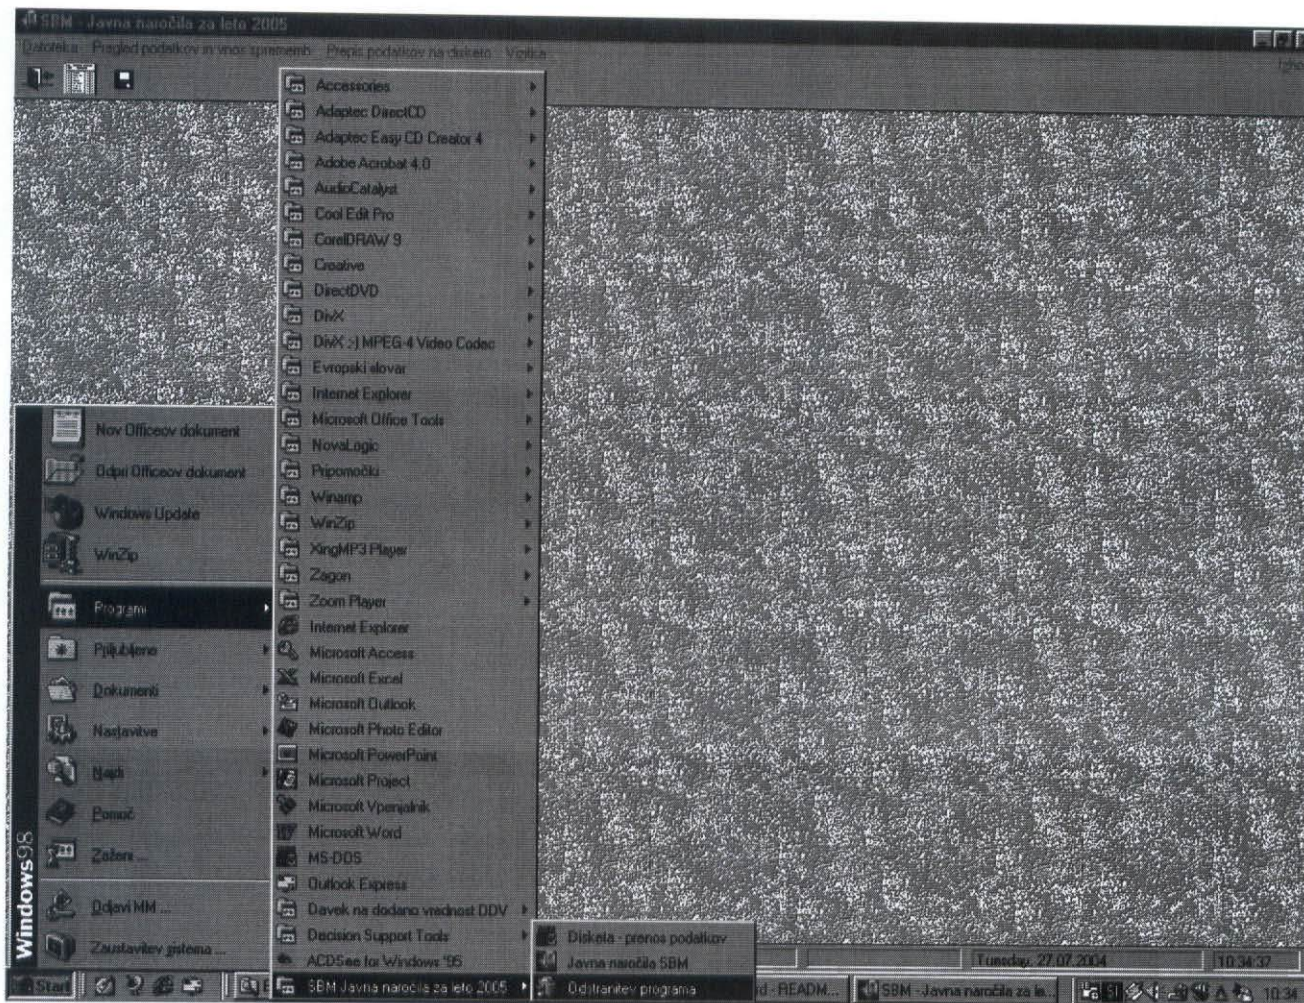 SBM - Javna naročila za leto 2005
Datoteka Pregled podatkov in vnos sprememb Prepis podatkov na disketo Vizitka
Accessories
Adaptec DirectCD
Adaptec Easy CD Creator 4
Adobe Acrobat 4.0
AudioCatalyst
Cool Edit Pro
CorelDRAW 9
Creative
DirectDVD
DivX
DivX ;-) MPEG-4 Video Codec
Evropski slovar
Internet Explorer
Microsoft Office Tools
NovaLogic
Pripomočki
Winamp
WinZip
XingMP3 Player
Zagon
Zoom Player
Internet Explorer
Microsoft Access
Microsoft Excel
Microsoft Outlook
Microsoft Photo Editor
Microsoft PowerPoint
Microsoft Project
Microsoft Vpenjalnik
Microsoft Word
MS-DOS
Outlook Express
Davek na dodano vrednost DDV
Decision Support Tools
ACDSee for Windows '95
SBM Javna naročila za leto 2005
Nov Officeov dokument
Odpri Officeov dokument
Windows Update
WinZip
Programi
Priljubljene
Dokumenti
Nastavitve
Najdi
Pomoč
Zaženi ...
Odjavi MM ...
Zaustavitev sistema ...
Windows98
Disketa - prenos podatkov
Javna naročila SBM
Odstranitev programa
Tuesday, 27.07.2004 10:34:37
Start
rd - READM...
SBM - Javna naročila za le...
10:34